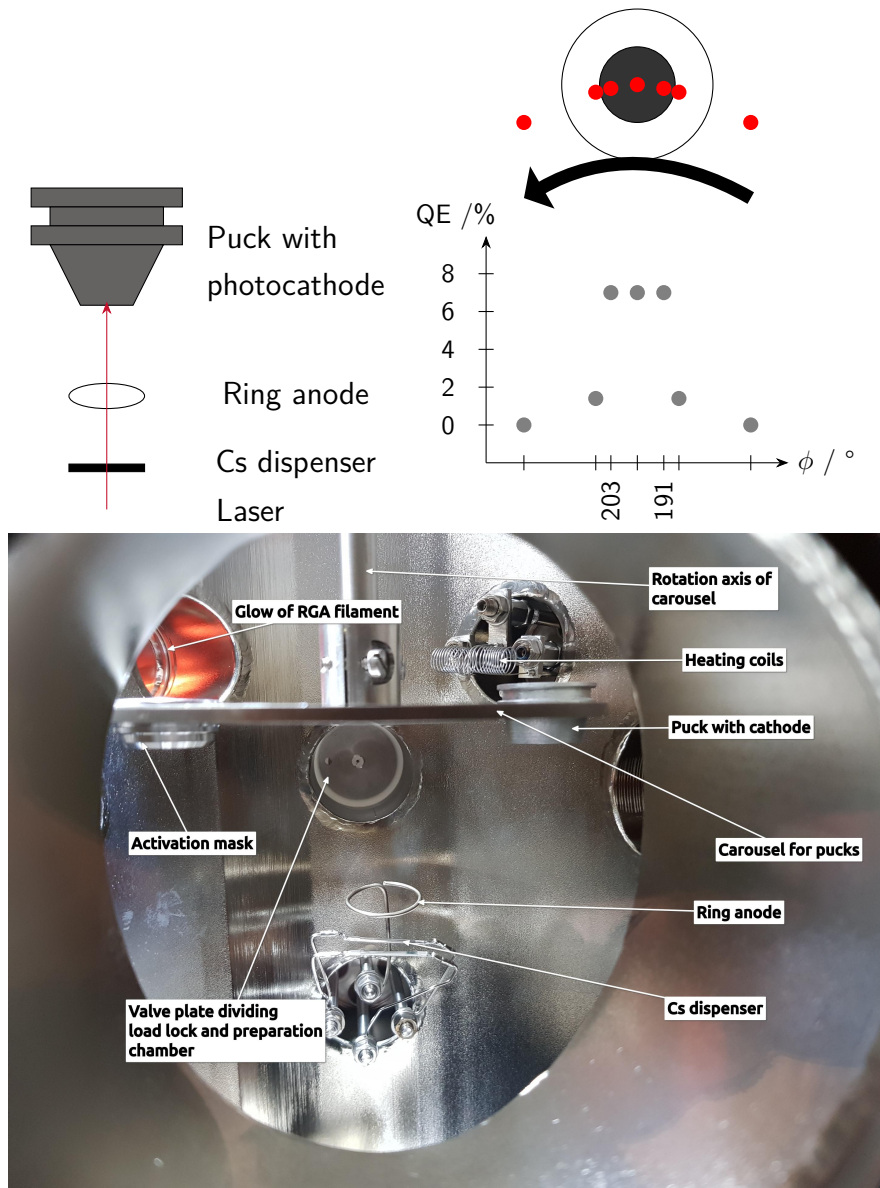 Puck with
photocathode
Ring anode
Cs dispenser
Laser
QE /%
8
6
4
2
0
203
191
ϕ / °
Rotation axis of
carousel
Glow of RGA filament
Heating coils
Puck with cathode
Activation mask
Carousel for pucks
Ring anode
Cs dispenser
Valve plate dividing
load lock and preparation
chamber